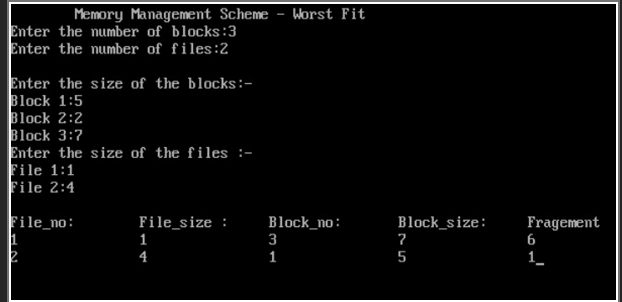 Memory Management Scheme - Worst Fit
Enter the number of blocks:3
Enter the number of files:2
Enter the size of the blocks:-
Block 1:5
Block 2:2
Block 3:7
Enter the size of the files :-
File 1:1
File 2:4
File_no: File_size : Block_no: Block_size: Fragement
1 1 3 7 6
2 4 1 5 1_